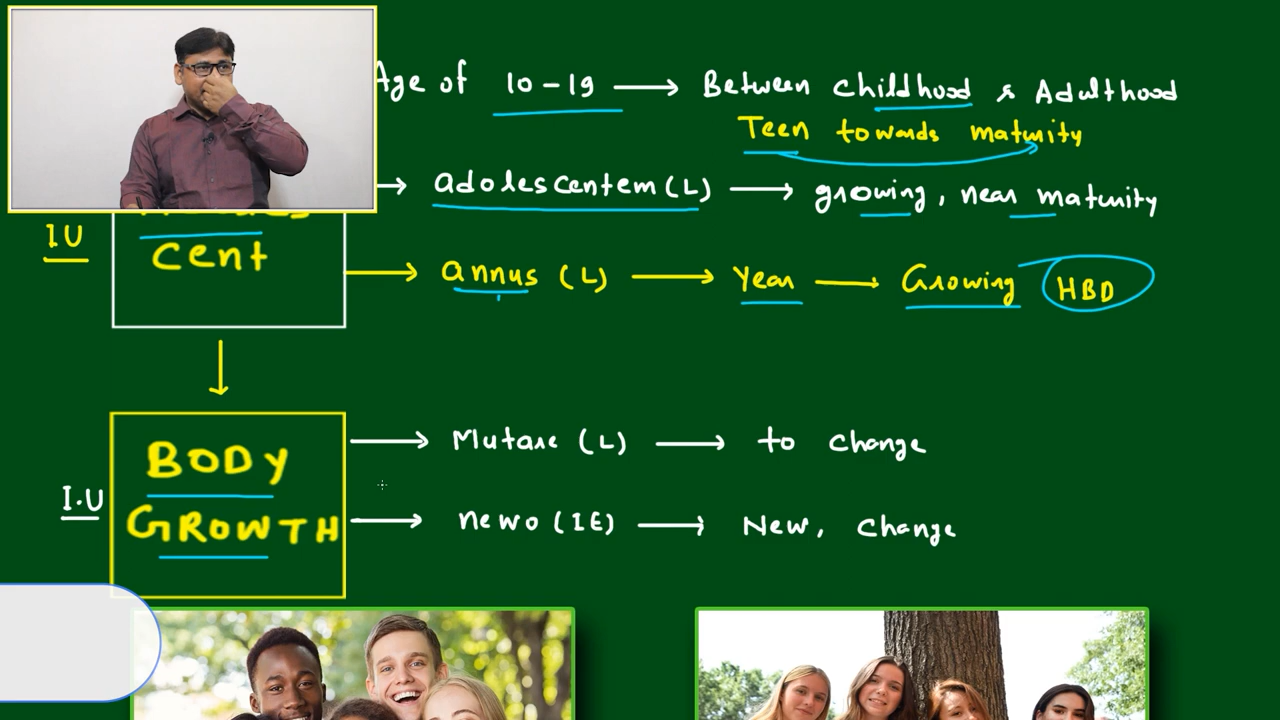 Age of 10-19 → Between childhood & Adulthood
Teen towards maturity
→ adolescentem (L) → growing, near maturity
IU
cent → annus (L) → Year → Growing HBD
BODY → Mutare (L) → to change
I.U
GROWTH → newo (IE) → New, change